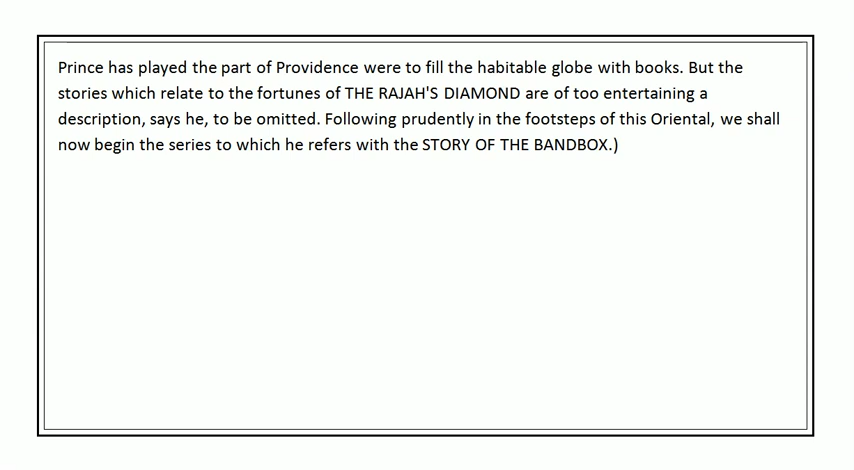 Prince has played the part of Providence were to fill the habitable globe with books. But the
stories which relate to the fortunes of THE RAJAH'S DIAMOND are of too entertaining a
description, says he, to be omitted. Following prudently in the footsteps of this Oriental, we shall
now begin the series to which he refers with the STORY OF THE BANDBOX.)